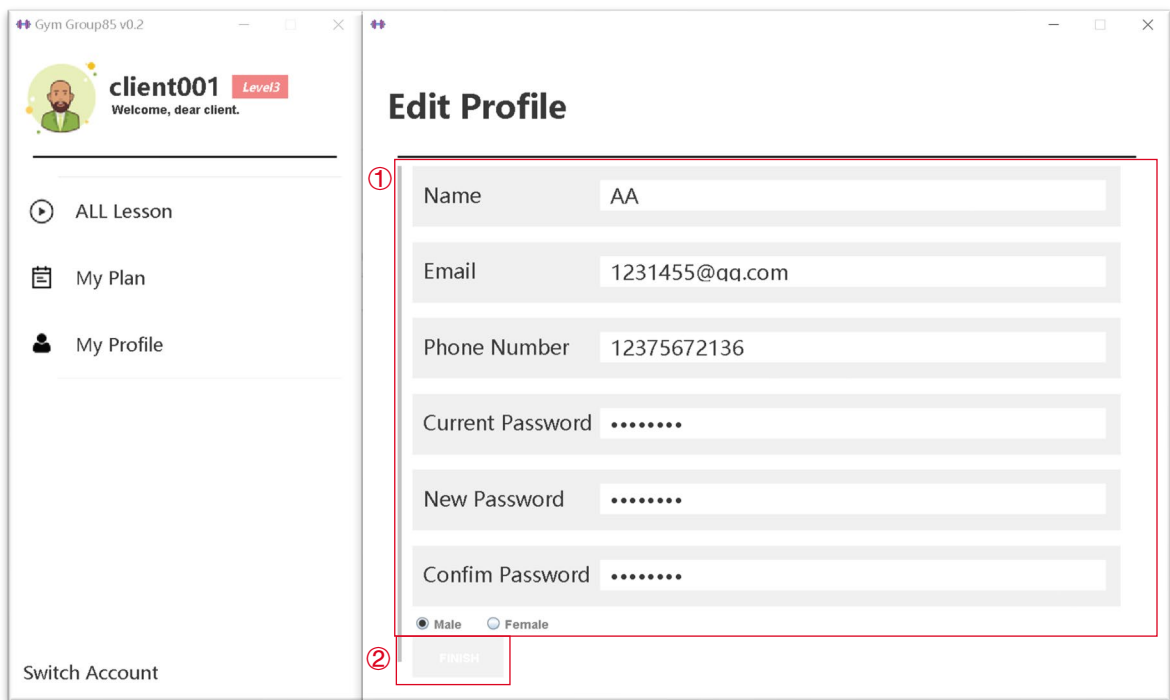 Gym Group85 v0.2
client001 Level3
Welcome, dear client.
ALL Lesson
My Plan
My Profile
Switch Account
Edit Profile
①
Name AA
Email 1231455@qq.com
Phone Number 12375672136
Current Password ••••••••
New Password ••••••••
Confim Password ••••••••
Male Female
②
FINISH